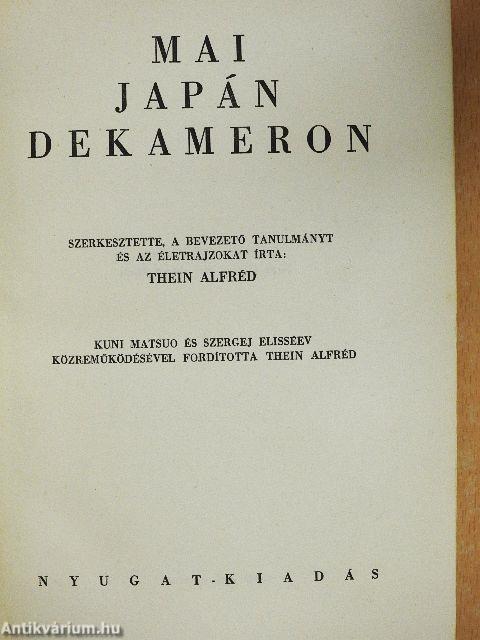 MAI
JAPÁN
DEKAMERON
SZERKESZTETTE, A BEVEZETŐ TANULMÁNYT
ÉS AZ ÉLETRAJZOKAT ÍRTA:
THEIN ALFRÉD
KUNI MATSUO ÉS SZERGEJ ELISSÉEV
KÖZREMŰKÖDÉSÉVEL FORDÍTOTTA THEIN ALFRÉD
NYUGAT-KIADÁS
Antikvárium.hu